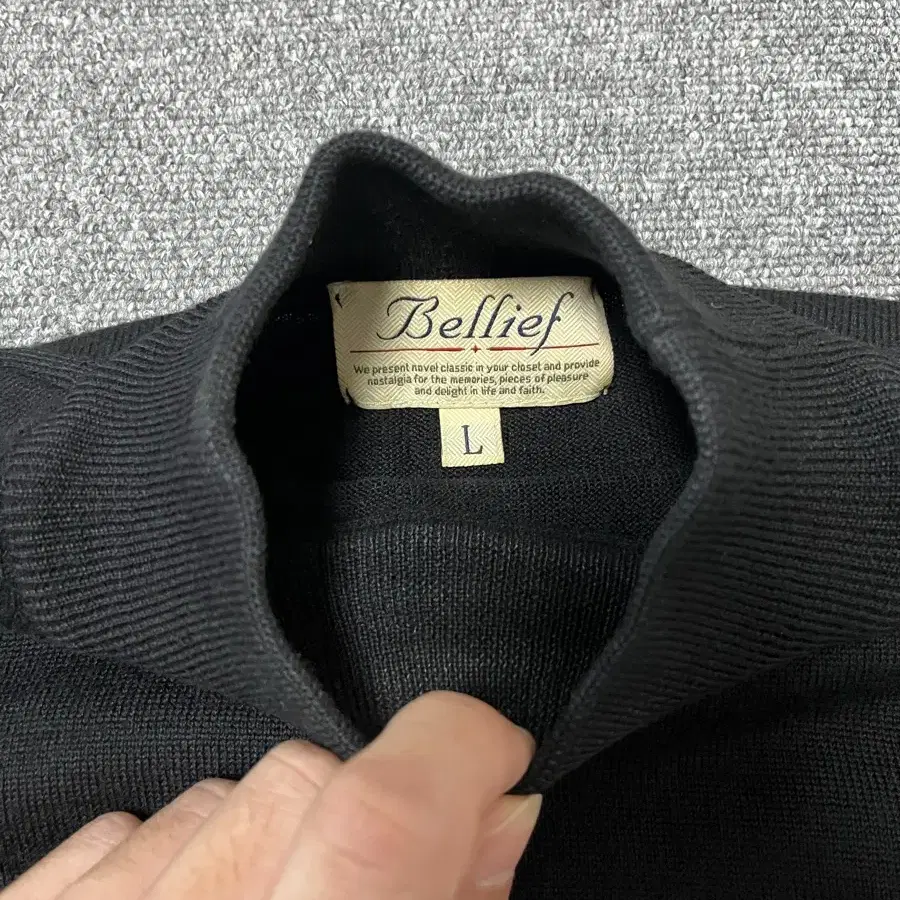 Bellief
We present novel classic in your closet and provide
nostalgia for the memories, pieces of pleasure
and delight in life and faith.
L